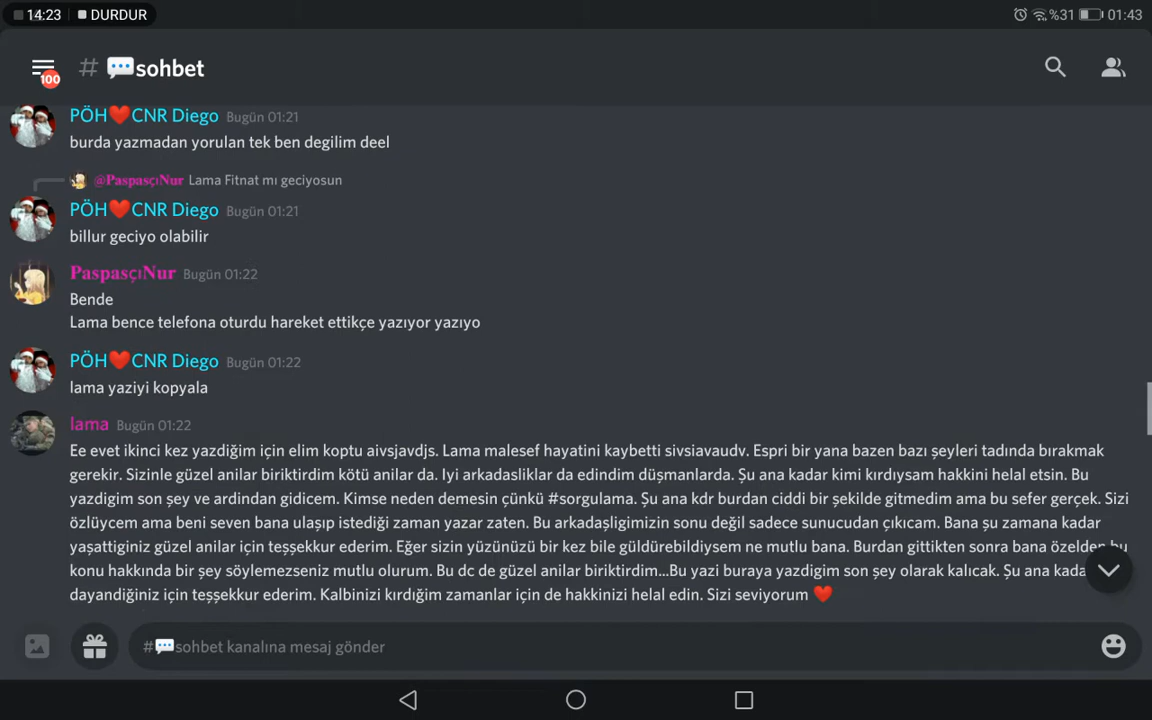 14:23 DURDUR %31 01:43
100 # 💬sohbet
PÖH❤️CNR Diego Bugün 01:21
burda yazmadan yorulan tek ben degilim deel
@PaspasçıNur Lama Fitnat mı geciyosun
PÖH❤️CNR Diego Bugün 01:21
billur geciyo olabilir
PaspasçıNur Bugün 01:22
Bende
Lama bence telefona oturdu hareket ettikçe yazıyor yazıyo
PÖH❤️CNR Diego Bugün 01:22
lama yaziyi kopyala
lama Bugün 01:22
Ee evet ikinci kez yazdiğim için elim koptu aivsjavdjs. Lama malesef hayatini kaybetti sivsiavaudv. Espri bir yana bazen bazı şeyleri tadında bırakmak
gerekir. Sizinle güzel anilar biriktirdim kötü anilar da. Iyi arkadasliklar da edindim düşmanlarda. Şu ana kadar kimi kırdıysam hakkini helal etsin. Bu
yazdigim son şey ve ardindan gidicem. Kimse neden demesin çünkü #sorgulama. Şu ana kdr burdan ciddi bir şekilde gitmedim ama bu sefer gerçek. Sizi
özlüycem ama beni seven bana ulaşıp istediği zaman yazar zaten. Bu arkadaşligimizin sonu değil sadece sunucudan çıkicam. Bana şu zamana kadar
yaşattiginiz güzel anilar için teşşekkur ederim. Eğer sizin yüzünüzü bir kez bile güldürebildiysem ne mutlu bana. Burdan gittikten sonra bana özelden bu
konu hakkında bir şey söylemezseniz mutlu olurum. Bu dc de güzel anilar biriktirdim...Bu yazi buraya yazdigim son şey olarak kalıcak. Şu ana kada
dayandiğiniz için teşşekkur ederim. Kalbinizi kırdiğim zamanlar için de hakkinizi helal edin. Sizi seviyorum ❤️
#💬sohbet kanalına mesaj gönder